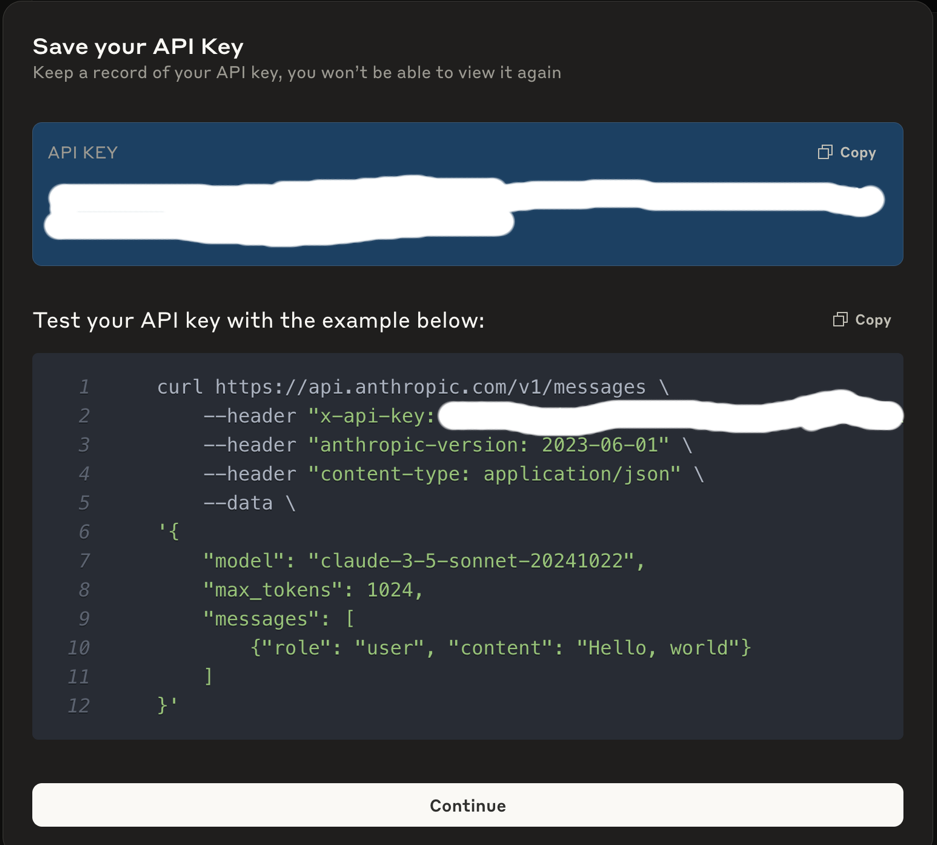 Save your API Key
Keep a record of your API key, you won't be able to view it again
API KEY
Copy
Test your API key with the example below:
Copy
1 curl https://api.anthropic.com/v1/messages \
2 --header "x-api-key:
3 --header "anthropic-version: 2023-06-01" \
4 --header "content-type: application/json" \
5 --data \
6 '{
7 "model": "claude-3-5-sonnet-20241022",
8 "max_tokens": 1024,
9 "messages": [
10 {"role": "user", "content": "Hello, world"}
11 ]
12 }'
Continue